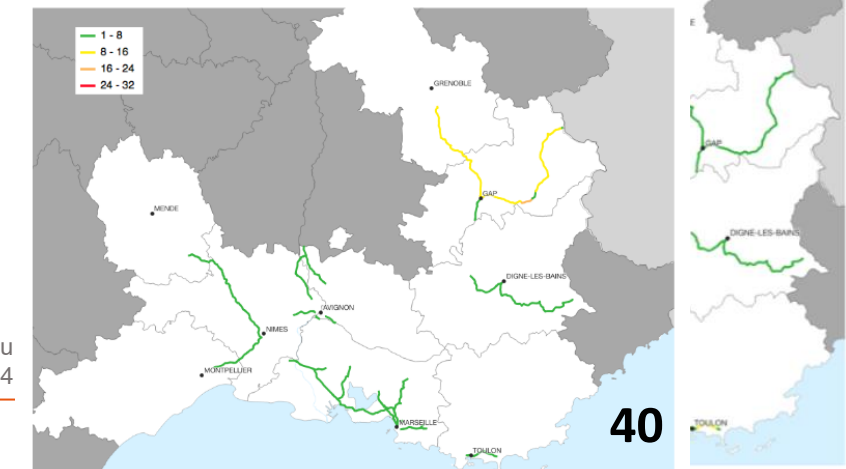 1 - 8
8 - 16
16 - 24
24 - 32
GRENOBLE
GAP
MENDE
DIGNE-LES-BAINS
AVIGNON
NIMES
MONTPELLIER
MARSEILLE
TOULON
40
u
4
E
GAP
DIGNE-LES-BAINS
TOULON